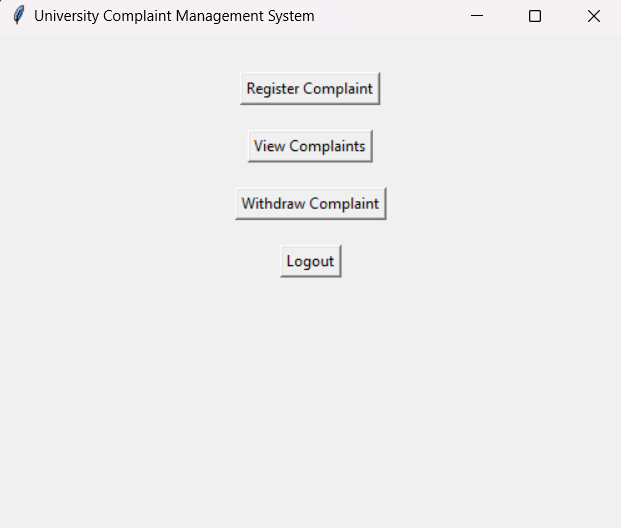 University Complaint Management System
Register Complaint
View Complaints
Withdraw Complaint
Logout